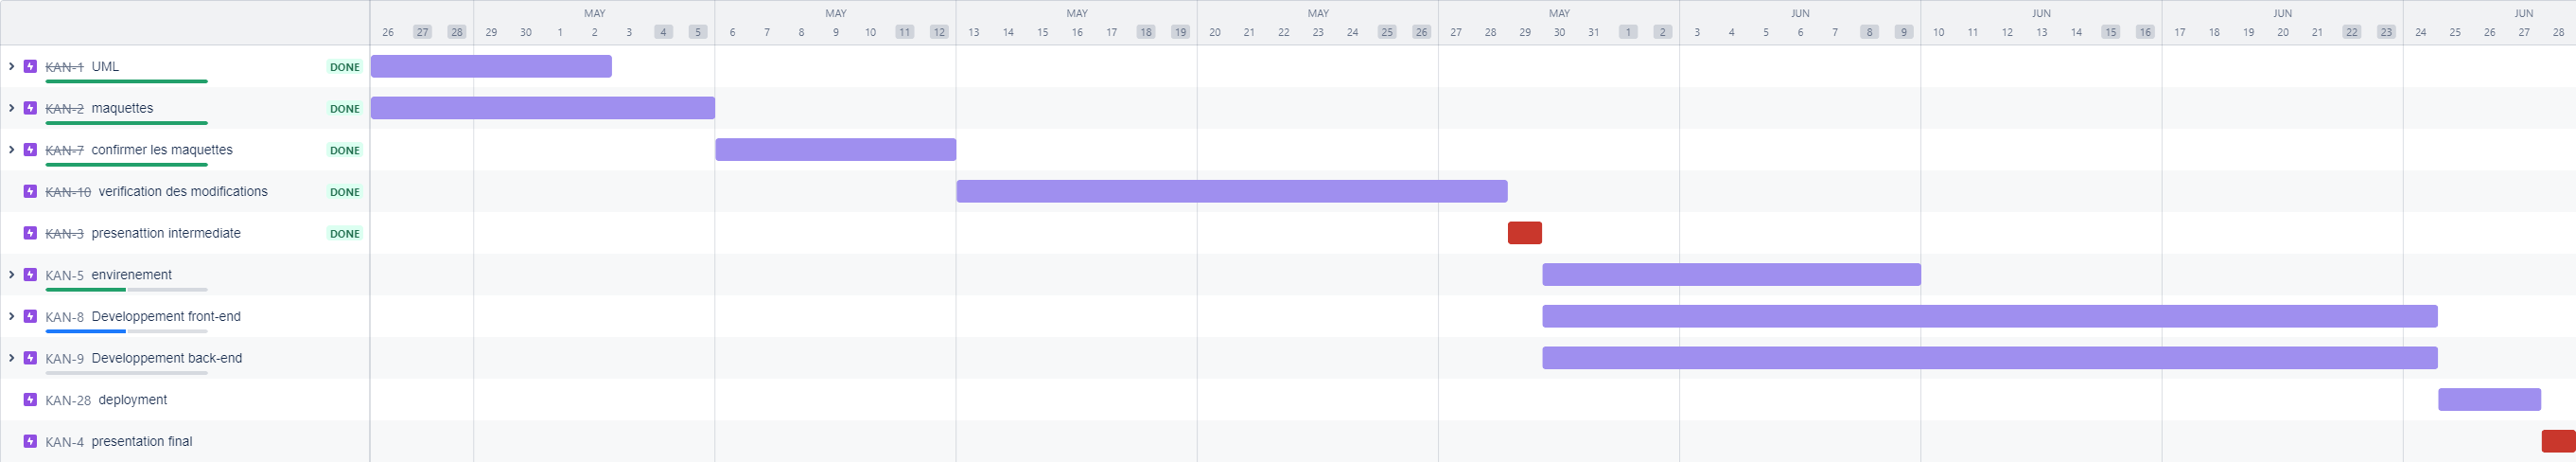 MAY MAY MAY MAY MAY JUN JUN JUN JUN
26 27 28 29 30 1 2 3 4 5 6 7 8 9 10 11 12 13 14 15 16 17 18 19 20 21 22 23 24 25 26 27 28 29 30 31 1 2 3 4 5 6 7 8 9 10 11 12 13 14 15 16 17 18 19 20 21 22 23 24 25 26 27 28
KAN-1 UML DONE
KAN-2 maquettes DONE
KAN-7 confirmer les maquettes DONE
KAN-10 verification des modifications DONE
KAN-3 presenattion intermediate DONE
KAN-5 envirenement
KAN-8 Developpement front-end
KAN-9 Developpement back-end
KAN-28 deployment
KAN-4 presentation final